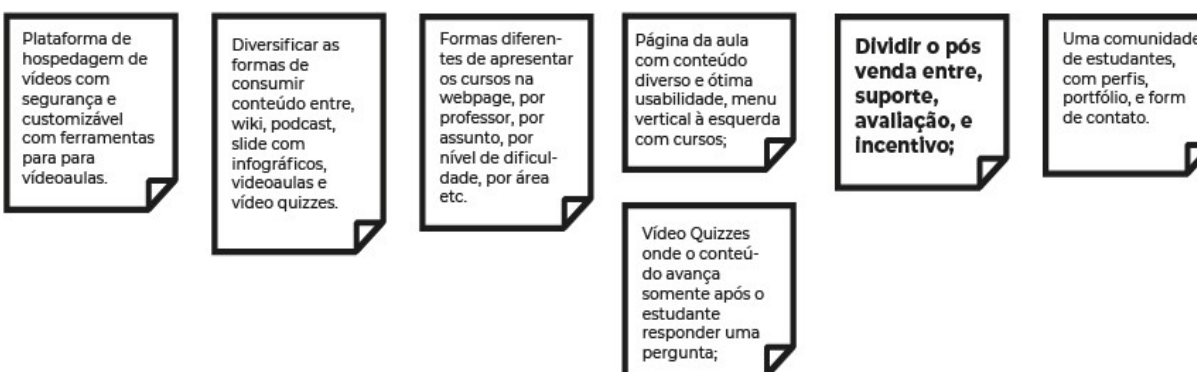 Plataforma de
hospedagem de
vídeos com
segurança e
customizável
com ferramentas
para para
vídeoaulas.
Diversificar as
formas de
consumir
conteúdo entre,
wiki, podcast,
slide com
infográficos,
videoaulas e
vídeo quizzes.
Formas diferen-
tes de apresentar
os cursos na
webpage, por
professor, por
assunto, por
nível de dificul-
dade, por área
etc.
Página da aula
com conteúdo
diverso e ótima
usabilidade, menu
vertical à esquerda
com cursos;
Vídeo Quizzes
onde o conteú-
do avança
somente após o
estudante
responder uma
pergunta;
Dividir o pós
venda entre,
suporte,
avaliação, e
incentivo;
Uma comunidade
de estudantes,
com perfis,
portfólio, e form
de contato.